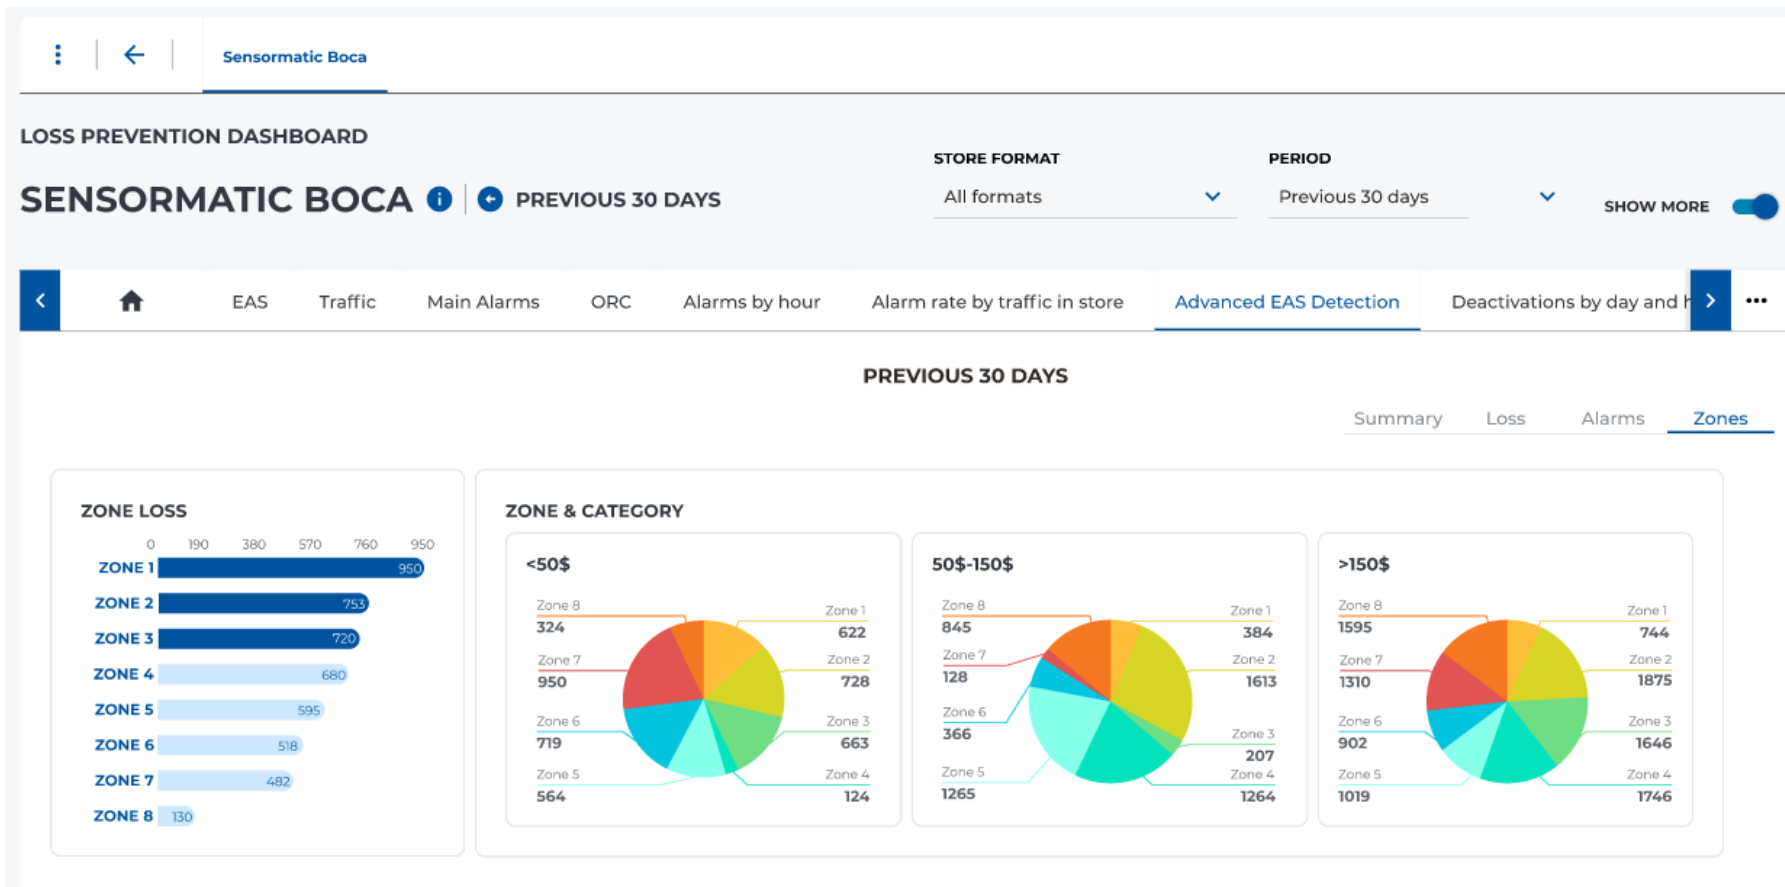 Sensormatic Boca
LOSS PREVENTION DASHBOARD
SENSORMATIC BOCA
PREVIOUS 30 DAYS
STORE FORMAT
All formats
PERIOD
Previous 30 days
SHOW MORE
EAS
Traffic
Main Alarms
ORC
Alarms by hour
Alarm rate by traffic in store
Advanced EAS Detection
Deactivations by day and
PREVIOUS 30 DAYS
Summary
Loss
Alarms
Zones
ZONE LOSS
0 190 380 570 760 950
ZONE 1 950
ZONE 2 753
ZONE 3 720
ZONE 4 680
ZONE 5 595
ZONE 6 518
ZONE 7 482
ZONE 8 130
ZONE & CATEGORY
<50$
Zone 8
324
Zone 7
950
Zone 6
719
Zone 5
564
Zone 1
622
Zone 2
728
Zone 3
663
Zone 4
124
50$-150$
Zone 8
845
Zone 7
128
Zone 6
366
Zone 5
1265
Zone 1
384
Zone 2
1613
Zone 3
207
Zone 4
1264
>150$
Zone 8
1595
Zone 7
1310
Zone 6
902
Zone 5
1019
Zone 1
744
Zone 2
1875
Zone 3
1646
Zone 4
1746